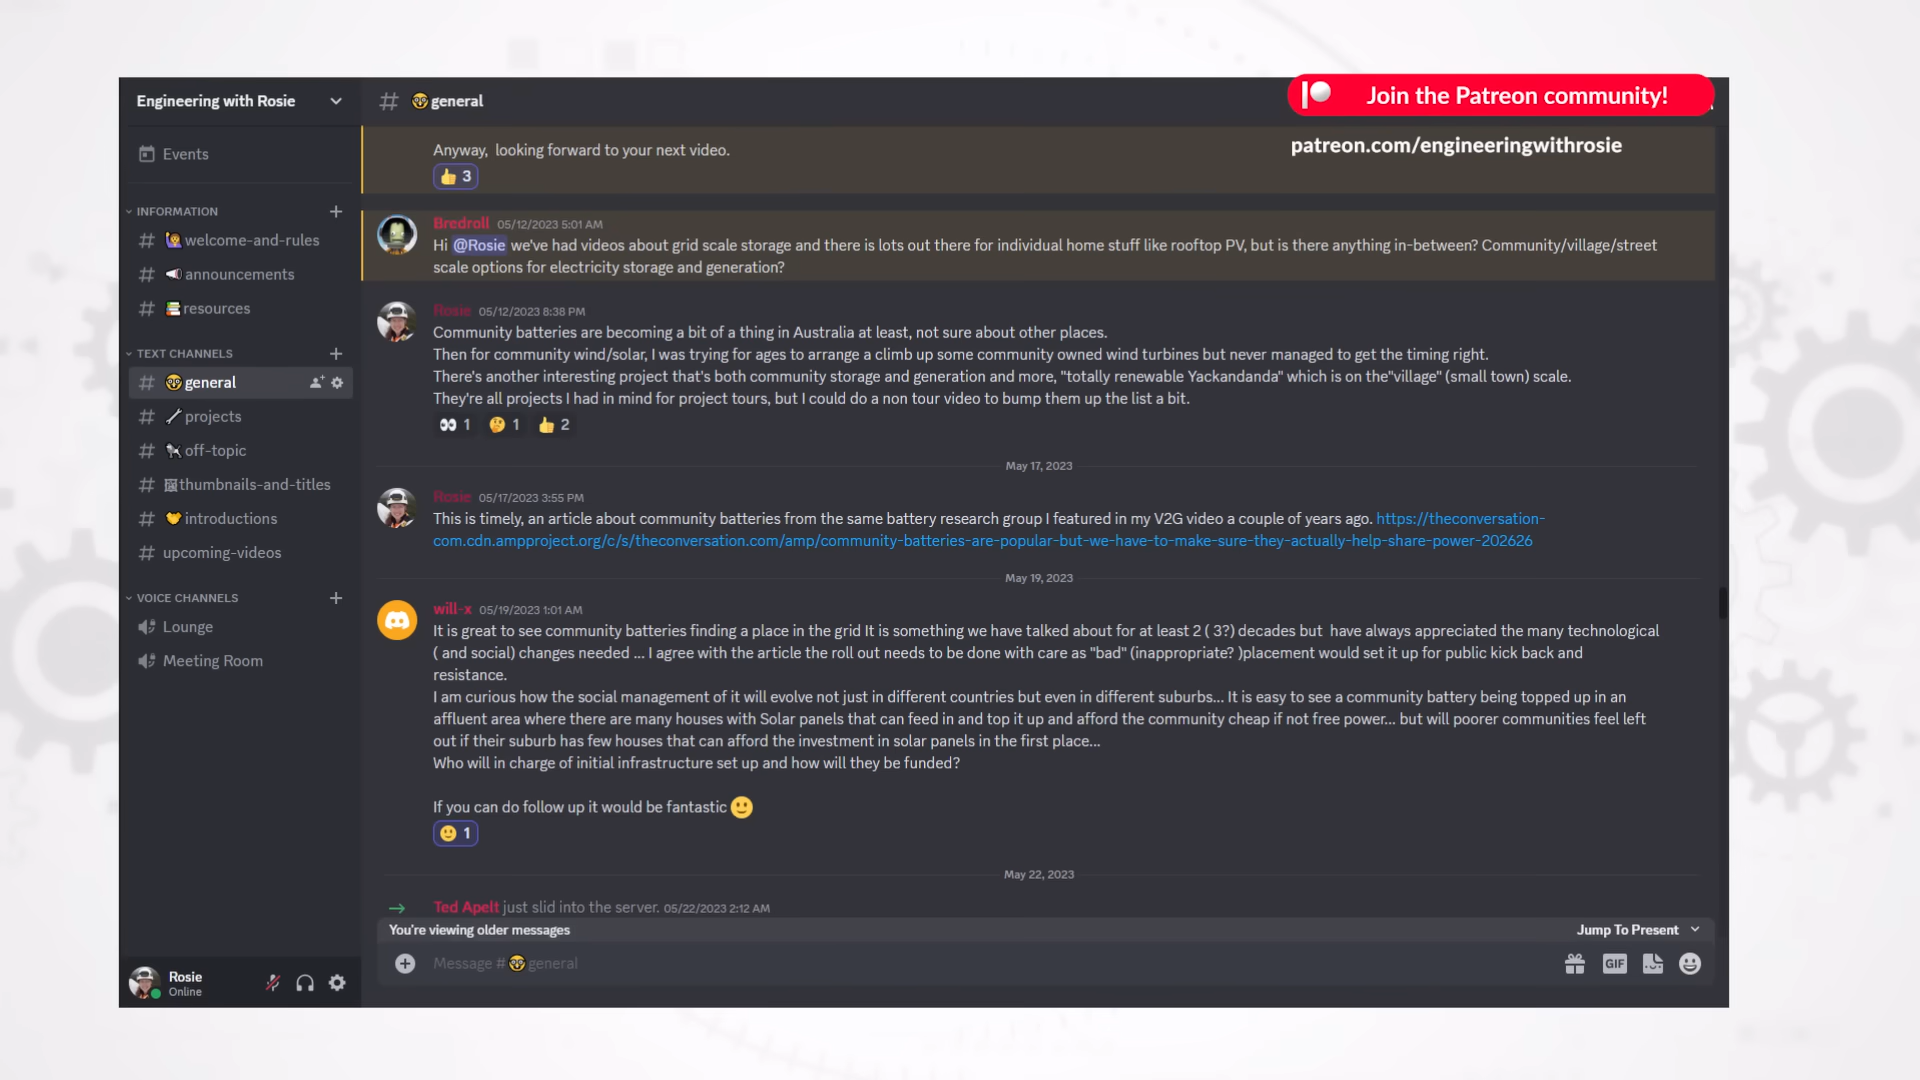 Engineering with Rosie
Events
INFORMATION
welcome-and-rules
announcements
resources
TEXT CHANNELS
general
projects
off-topic
thumbnails-and-titles
introductions
upcoming-videos
VOICE CHANNELS
Lounge
Meeting Room
Rosie
Online
# general
Join the Patreon community!
patreon.com/engineeringwithrosie
Anyway, looking forward to your next video.
👍 3
Bredroll 05/12/2023 5:01 AM
Hi @Rosie we've had videos about grid scale storage and there is lots out there for individual home stuff like rooftop PV, but is there anything in-between? Community/village/street
scale options for electricity storage and generation?
Rosie 05/12/2023 8:38 PM
Community batteries are becoming a bit of a thing in Australia at least, not sure about other places.
Then for community wind/solar, I was trying for ages to arrange a climb up some community owned wind turbines but never managed to get the timing right.
There's another interesting project that's both community storage and generation and more, "totally renewable Yackandanda" which is on the"village" (small town) scale.
They're all projects I had in mind for project tours, but I could do a non tour video to bump them up the list a bit.
👀 1 🤔 1 👍 2
May 17, 2023
Rosie 05/17/2023 3:55 PM
This is timely, an article about community batteries from the same battery research group I featured in my V2G video a couple of years ago. https://theconversation-
com.cdn.ampproject.org/c/s/theconversation.com/amp/community-batteries-are-popular-but-we-have-to-make-sure-they-actually-help-share-power-202626
May 19, 2023
will-x 05/19/2023 1:01 AM
It is great to see community batteries finding a place in the grid It is something we have talked about for at least 2 ( 3?) decades but have always appreciated the many technological
( and social) changes needed ... I agree with the article the roll out needs to be done with care as "bad" (inappropriate? )placement would set it up for public kick back and
resistance.
I am curious how the social management of it will evolve not just in different countries but even in different suburbs... It is easy to see a community battery being topped up in an
affluent area where there are many houses with Solar panels that can feed in and top it up and afford the community cheap if not free power... but will poorer communities feel left
out if their suburb has few houses that can afford the investment in solar panels in the first place...
Who will in charge of initial infrastructure set up and how will they be funded?
If you can do follow up it would be fantastic 🙂
🙂 1
May 22, 2023
Ted Apelt just slid into the server. 05/22/2023 2:12 AM
You're viewing older messages
Jump To Present
Message # general
GIF